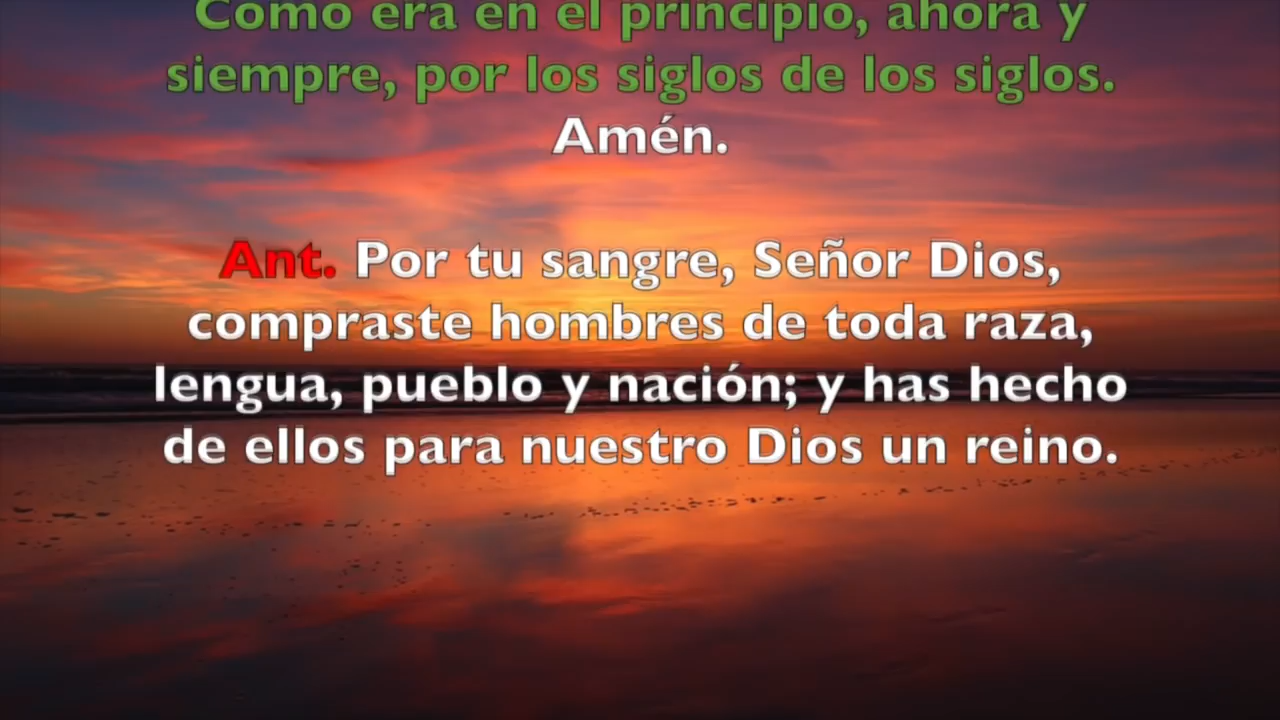 Como era en el principio, ahora y
siempre, por los siglos de los siglos.
Amén.
Ant. Por tu sangre, Señor Dios,
compraste hombres de toda raza,
lengua, pueblo y nación; y has hecho
de ellos para nuestro Dios un reino.